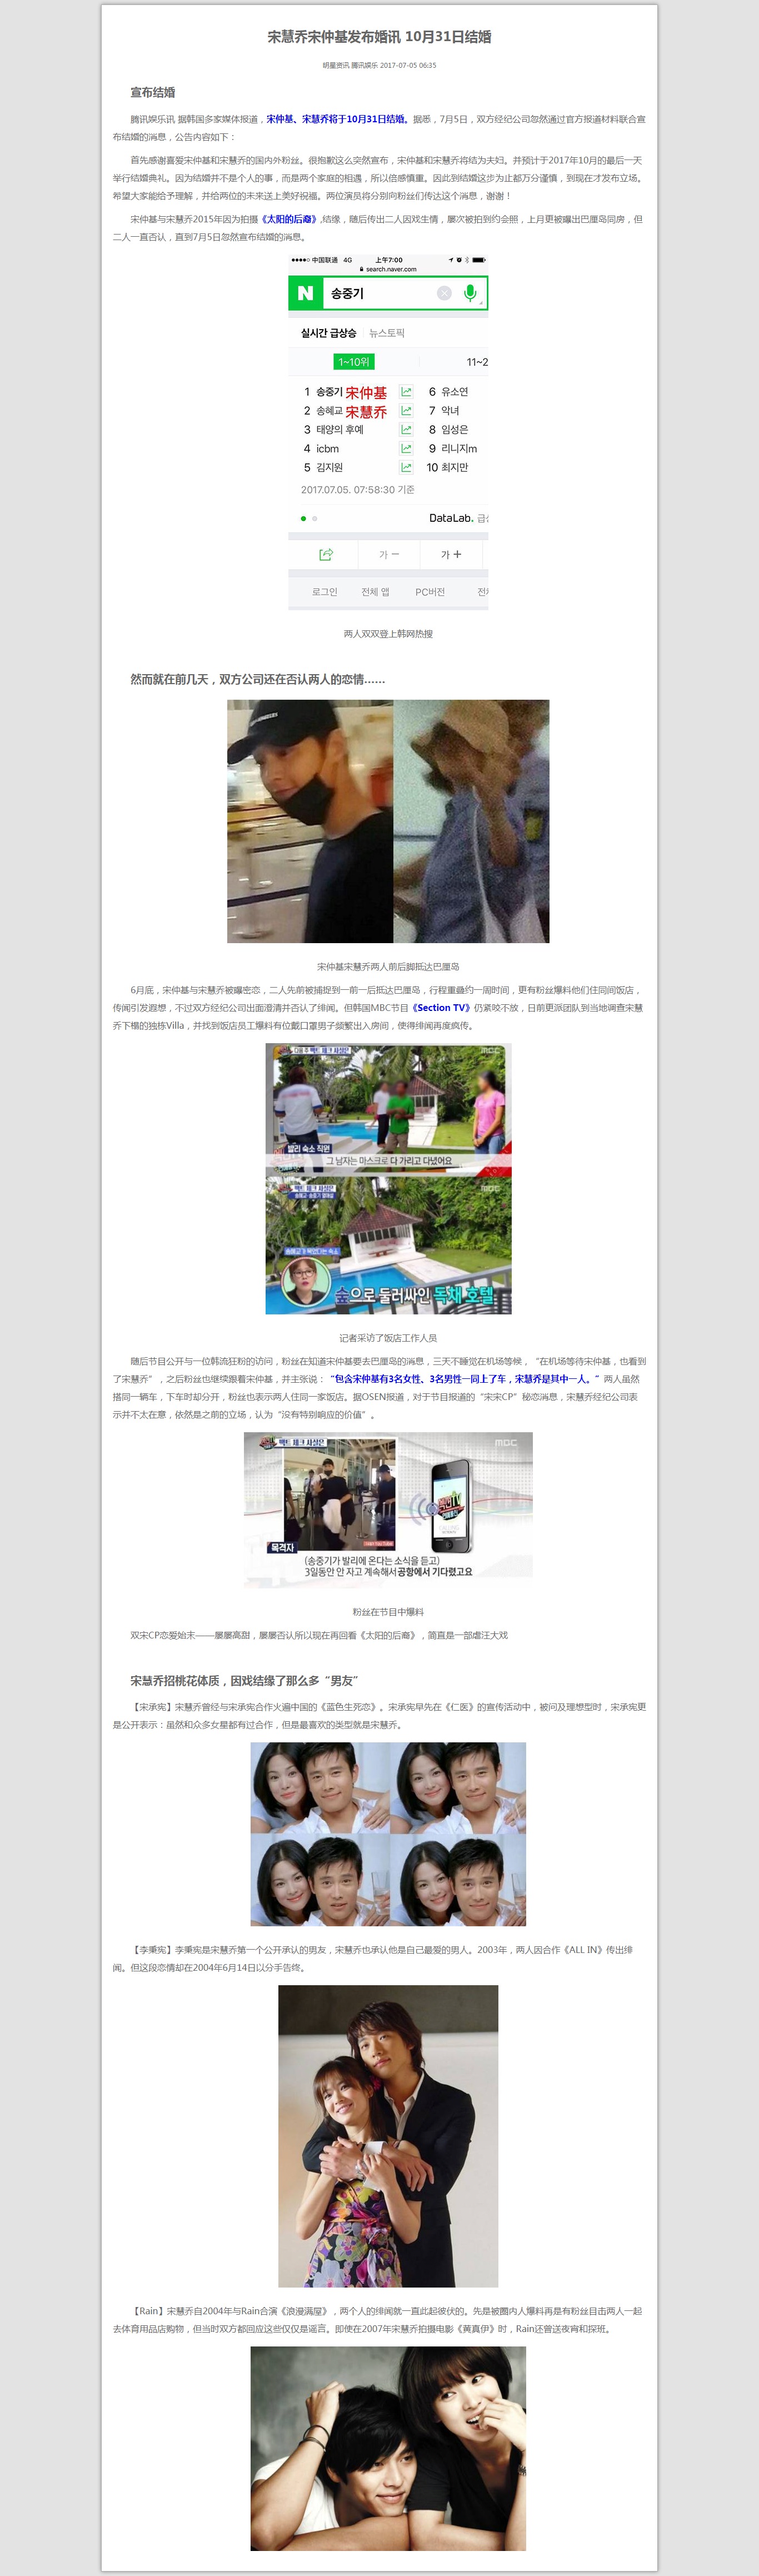 宋慧乔宋仲基发布婚讯 10月31日结婚
明星资讯 腾讯娱乐 2017-07-05 06:35
宣布结婚
腾讯娱乐讯 据韩国多家媒体报道，宋仲基、宋慧乔将于10月31日结婚。据悉，7月5日，双方经纪公司忽然通过官方报道材料联合宣
布结婚的消息，公告内容如下：
首先感谢喜爱宋仲基和宋慧乔的国内外粉丝。很抱歉这么突然宣布，宋仲基和宋慧乔将结为夫妇。并预计于2017年10月的最后一天
举行结婚典礼。因为结婚并不是个人的事，而是两个家庭的相遇，所以倍感慎重。因此到结婚这步为止都万分谨慎，到现在才发布立场。
希望大家能给予理解，并给两位的未来送上美好祝福。两位演员将分别向粉丝们传达这个消息，谢谢！
宋仲基与宋慧乔2015年因为拍摄《太阳的后裔》,结缘，随后传出二人因戏生情，屡次被拍到约会照，上月更被曝出巴厘岛同房，但
二人一直否认，直到7月5日忽然宣布结婚的消息。
中国联通 4G 上午7:00
search.naver.com
N 송중기
실시간 급상승 뉴스토픽
1~10위 11~2
1 송중기 宋仲基 6 유소연
2 송혜교 宋慧乔 7 악녀
3 태양의 후예 8 임성은
4 icbm 9 리니지m
5 김지원 10 최지만
2017.07.05. 07:58:30 기준
DataLab. 급상
가 － 가 ＋
로그인 전체 앱 PC버전 전체
两人双双登上韩网热搜
然而就在前几天，双方公司还在否认两人的恋情……
宋仲基宋慧乔两人前后脚抵达巴厘岛
6月底，宋仲基与宋慧乔被曝密恋，二人先前被捕捉到一前一后抵达巴厘岛，行程重叠约一周时间，更有粉丝爆料他们住同间饭店，
传闻引发遐想，不过双方经纪公司出面澄清并否认了绯闻。但韩国MBC节目《Section TV》仍紧咬不放，日前更派团队到当地调查宋慧
乔下榻的独栋Villa，并找到饭店员工爆料有位戴口罩男子频繁出入房间，使得绯闻再度疯传。
MBC
발리 숙소 직원
그 남자는 마스크로 다 가리고 다녔어요
송혜교가 묵었다는 숙소
숲으로 둘러싸인 독채 호텔
记者采访了饭店工作人员
随后节目公开与一位韩流狂粉的访问，粉丝在知道宋仲基要去巴厘岛的消息，三天不睡觉在机场等候，“在机场等待宋仲基，也看到
了宋慧乔”，之后粉丝也继续跟着宋仲基，并主张说：“包含宋仲基有3名女性、3名男性一同上了车，宋慧乔是其中一人。“两人虽然
搭同一辆车，下车时却分开，粉丝也表示两人住同一家饭店。据OSEN报道，对于节目报道的“宋宋CP”秘恋消息，宋慧乔经纪公司表
示并不太在意，依然是之前的立场，认为“没有特别响应的价值”。
MBC
목격자
(송중기가 발리에 온다는 소식을 듣고)
3일동안 안 자고 계속해서 공항에서 기다렸고요
粉丝在节目中爆料
双宋CP恋爱始末——屡屡高甜，屡屡否认所以现在再回看《太阳的后裔》，简直是一部虐汪大戏
宋慧乔招桃花体质，因戏结缘了那么多“男友”
【宋承宪】宋慧乔曾经与宋承宪合作火遍中国的《蓝色生死恋》。宋承宪早先在《仁医》的宣传活动中，被问及理想型时，宋承宪更
是公开表示：虽然和众多女星都有过合作，但是最喜欢的类型就是宋慧乔。
【李秉宪】李秉宪是宋慧乔第一个公开承认的男友，宋慧乔也承认他是自己最爱的男人。2003年，两人因合作《ALL IN》传出绯
闻。但这段恋情却在2004年6月14日以分手告终。
【Rain】宋慧乔自2004年与Rain合演《浪漫满屋》，两个人的绯闻就一直此起彼伏的。先是被圈内人爆料再是有粉丝目击两人一起
去体育用品店购物，但当时双方都回应这些仅仅是谣言。即使在2007年宋慧乔拍摄电影《黄真伊》时，Rain还曾送夜宵和探班。